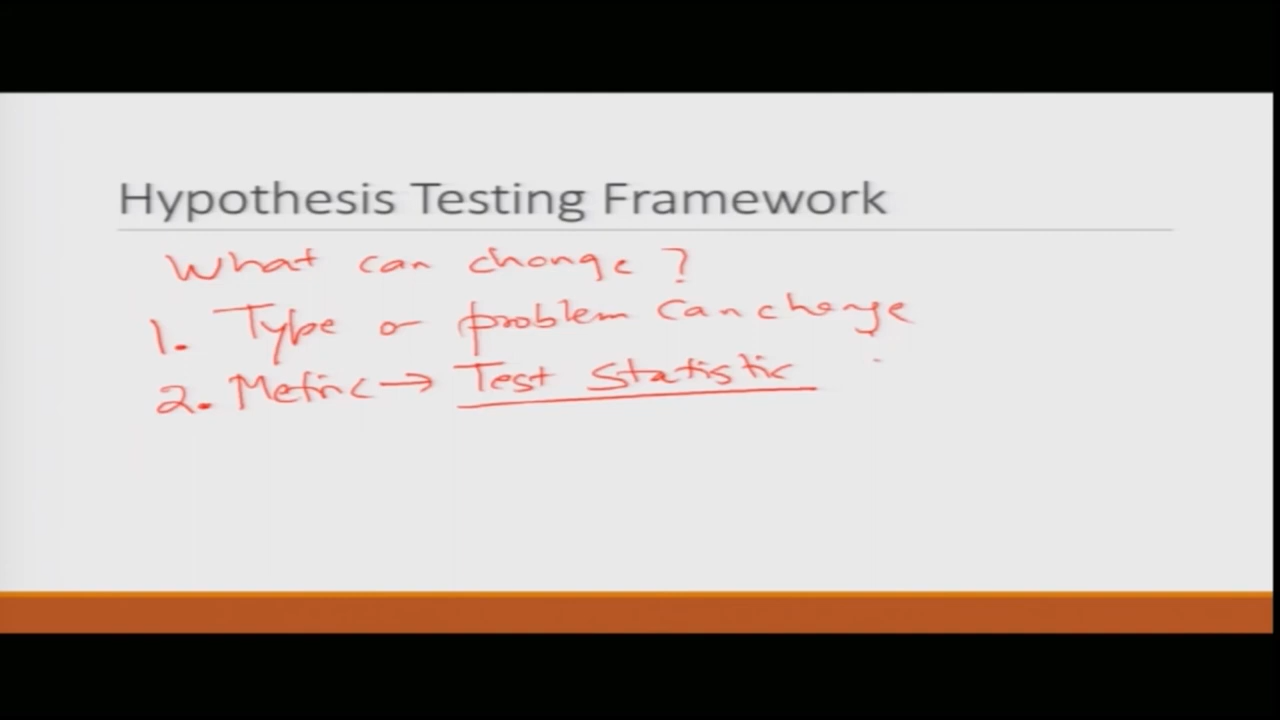 Hypothesis Testing Framework
What can change ?
1. Type or problem can change
2. Metric → Test Statistic